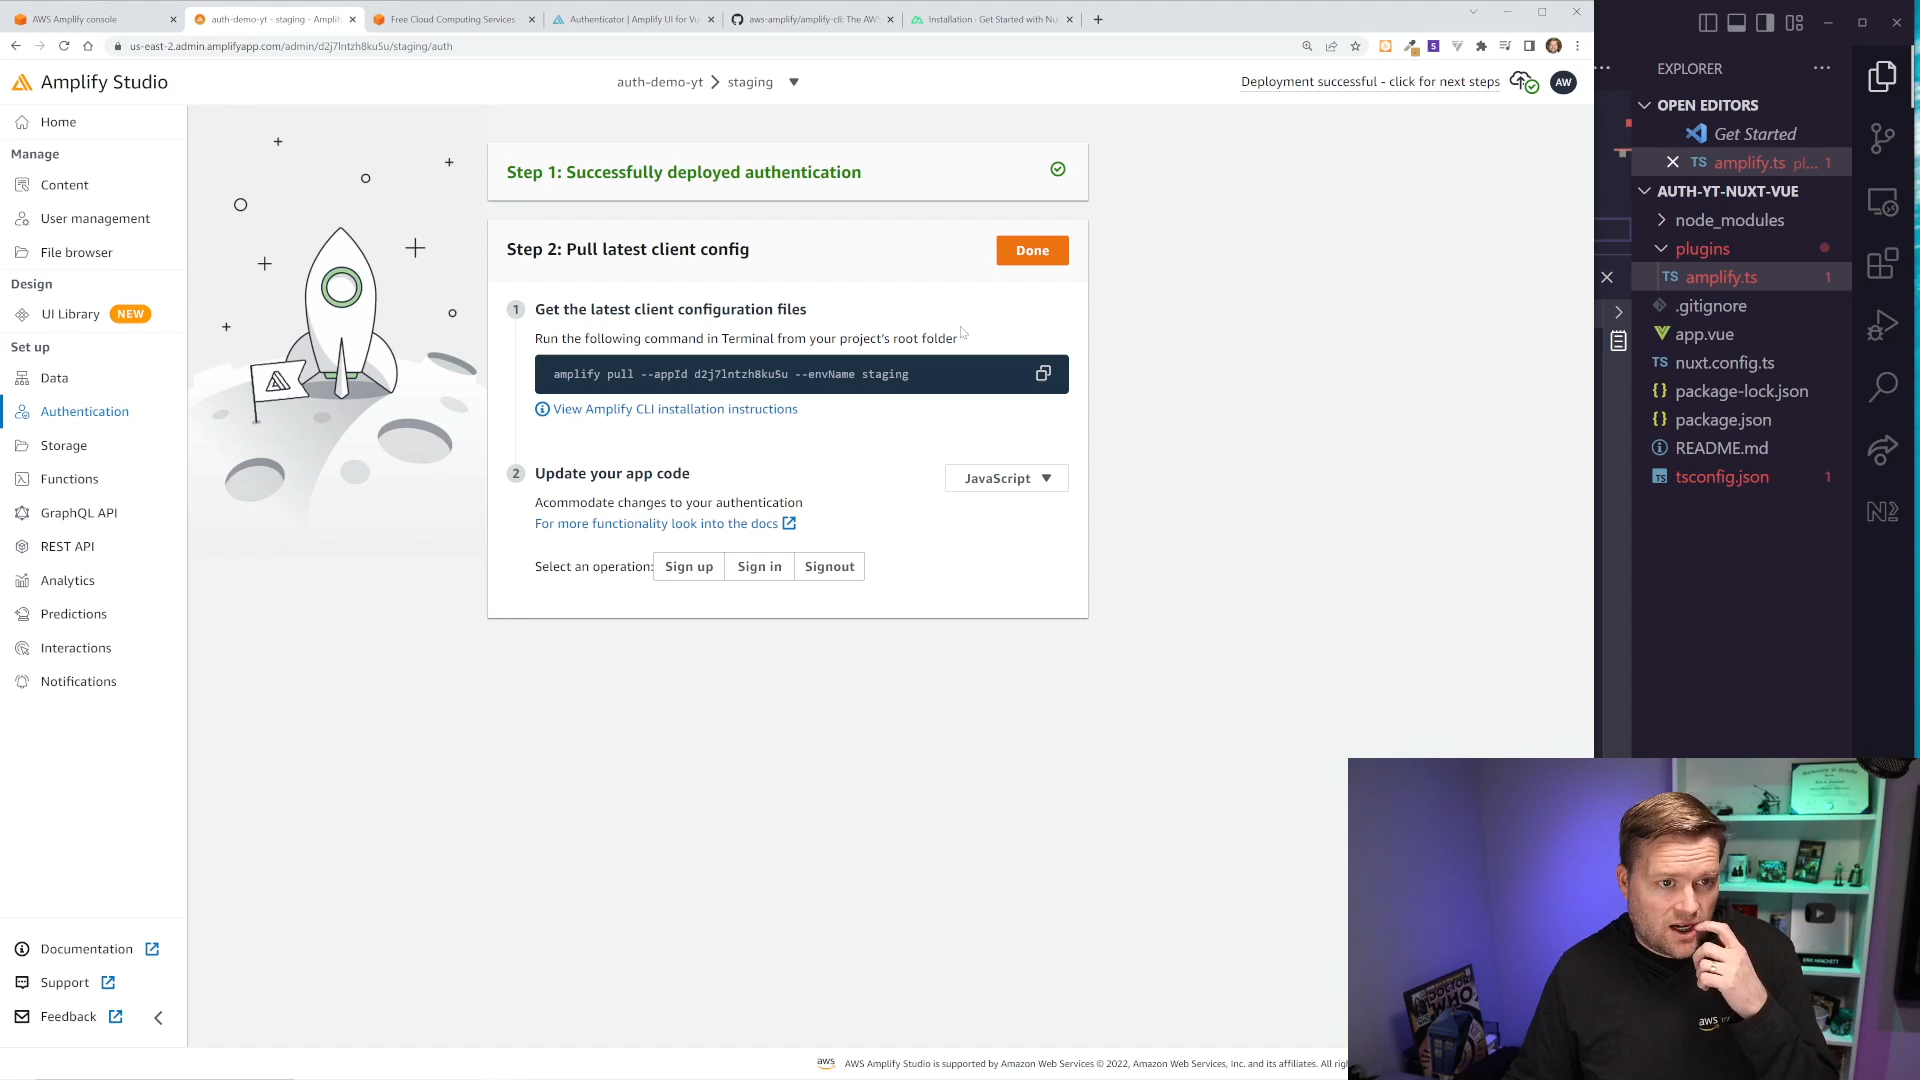 AWS Amplify console
auth-demo-yt - staging - Amplif
Free Cloud Computing Services
Authenticator | Amplify UI for Vu
aws-amplify/amplify-cli: The AWS
Installation · Get Started with Nu
us-east-2.admin.amplifyapp.com/admin/d2j7lntzh8ku5u/staging/auth
Amplify Studio
auth-demo-yt
staging
Deployment successful - click for next steps
AW
Home
Manage
Content
User management
File browser
Design
UI Library
NEW
Set up
Data
Authentication
Storage
Functions
GraphQL API
REST API
Analytics
Predictions
Interactions
Notifications
Documentation
Support
Feedback
Step 1: Successfully deployed authentication
Step 2: Pull latest client config
Done
1
Get the latest client configuration files
Run the following command in Terminal from your project's root folder
amplify pull --appId d2j7lntzh8ku5u --envName staging
View Amplify CLI installation instructions
2
Update your app code
JavaScript
Acommodate changes to your authentication
For more functionality look into the docs
Select an operation:
Sign up
Sign in
Signout
aws
AWS Amplify Studio is supported by Amazon Web Services © 2022, Amazon Web Services, Inc. and its affiliates. All rig
EXPLORER
OPEN EDITORS
Get Started
TS amplify.ts pl... 1
AUTH-YT-NUXT-VUE
node_modules
plugins
TS amplify.ts 1
.gitignore
app.vue
TS nuxt.config.ts
{} package-lock.json
{} package.json
README.md
TS tsconfig.json 1
DOCTOR
WHO
ERIK HANCHETT
aws